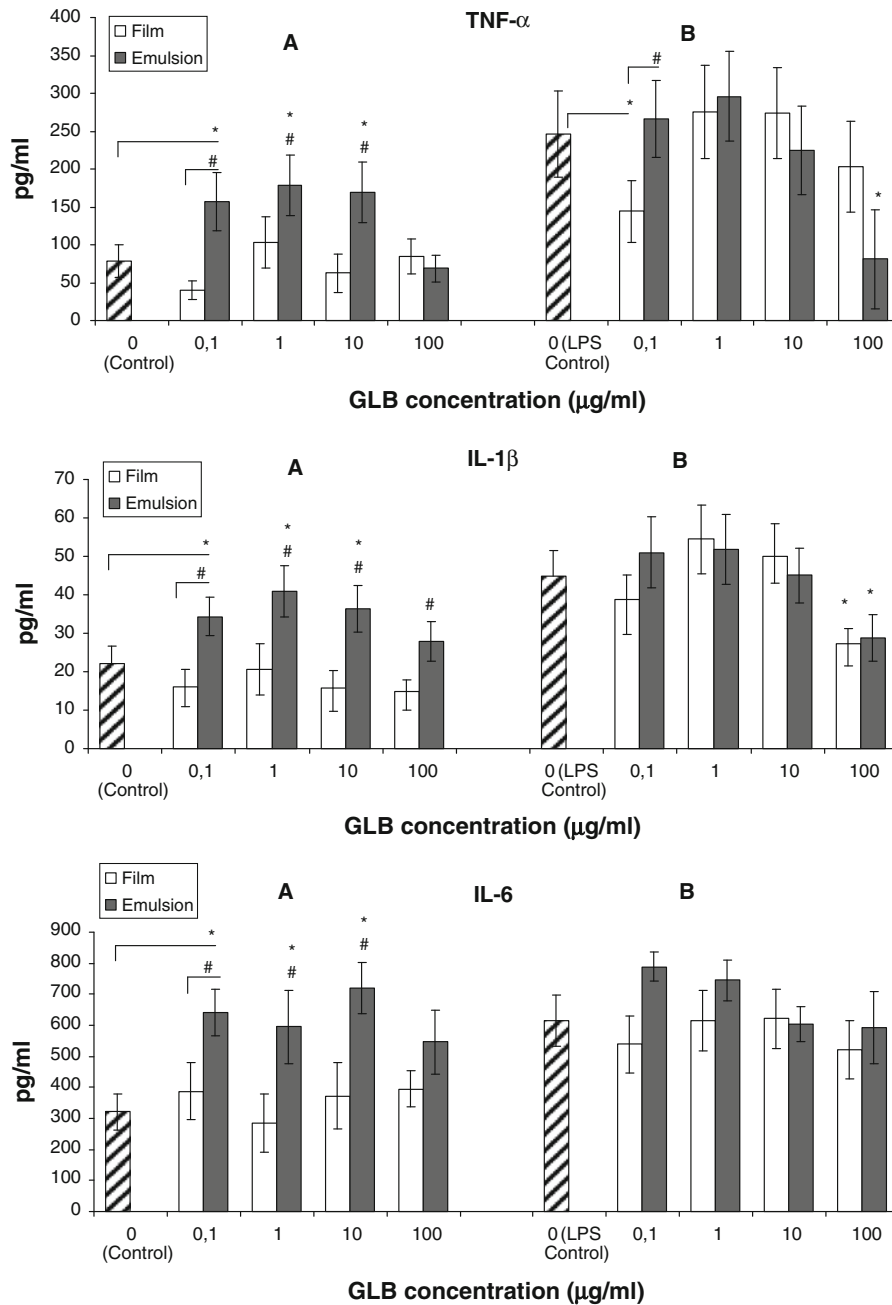 TNF-α
Film
Emulsion
A
B
pg/ml
400
350
300
250
200
150
100
50
0
*
#
*
#
*
#
*
#
*
0
(Control)
0,1
1
10
100
0 (LPS
Control)
0,1
1
10
100
GLB concentration (μg/ml)
IL-1β
Film
Emulsion
A
B
pg/ml
70
60
50
40
30
20
10
0
*
#
*
#
*
#
#
*
*
0
(Control)
0,1
1
10
100
0 (LPS
Control)
0,1
1
10
100
GLB concentration (μg/ml)
Film
Emulsion
A
IL-6
B
pg/ml
900
800
700
600
500
400
300
200
100
0
*
#
*
#
*
#
0
(Control)
0,1
1
10
100
0 (LPS
Control)
0,1
1
10
100
GLB concentration (μg/ml)